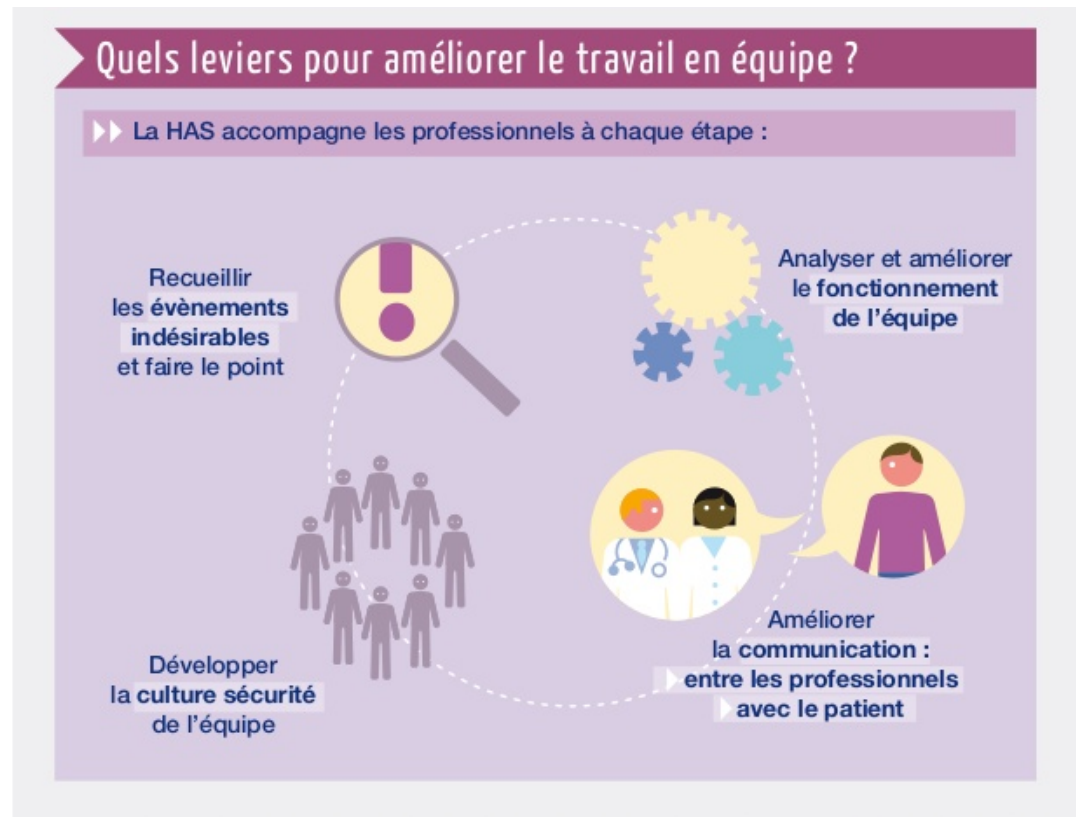 Quels leviers pour améliorer le travail en équipe ?
La HAS accompagne les professionnels à chaque étape :
Recueillir
les évènements
indésirables
et faire le point
Analyser et améliorer
le fonctionnement
de l'équipe
Développer
la culture sécurité
de l'équipe
Améliorer
la communication :
entre les professionnels
avec le patient